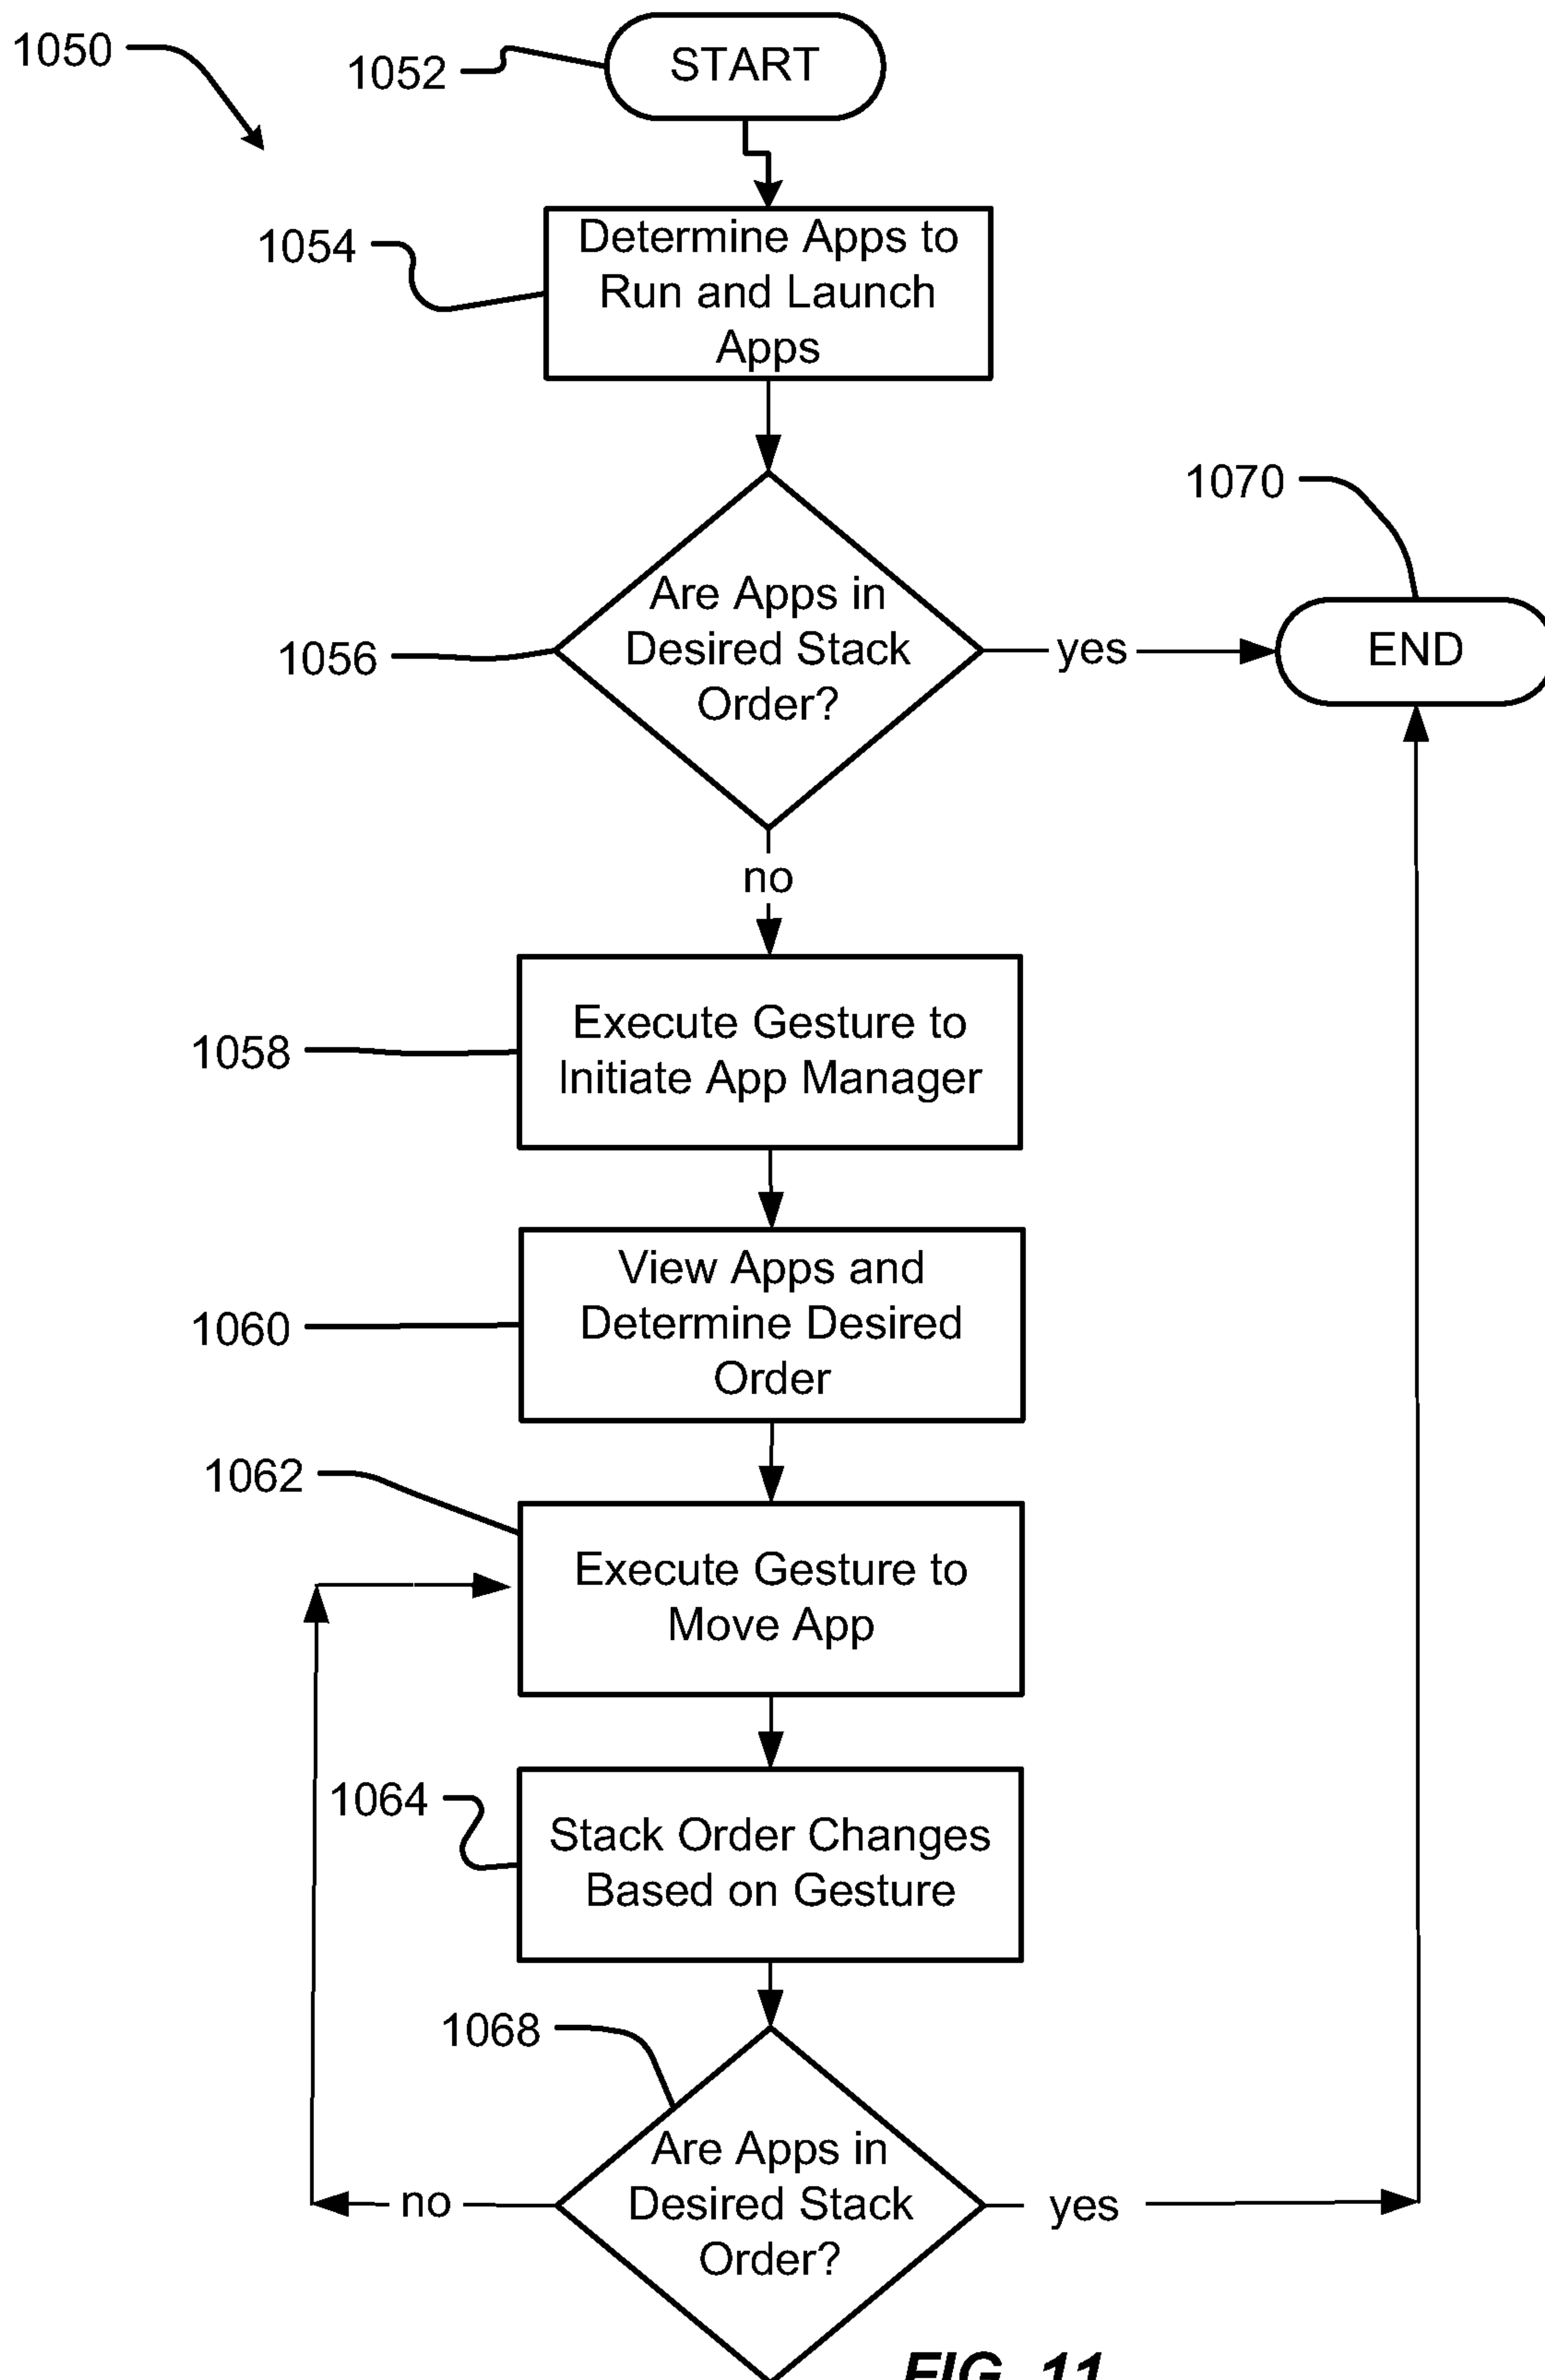 1050
1052
START
1054
Determine Apps to
Run and Launch
Apps
1070
1056
Are Apps in
Desired Stack
Order?
yes
END
no
1058
Execute Gesture to
Initiate App Manager
1060
View Apps and
Determine Desired
Order
1062
Execute Gesture to
Move App
1064
Stack Order Changes
Based on Gesture
1068
Are Apps in
Desired Stack
Order?
no
yes
FIG. 11